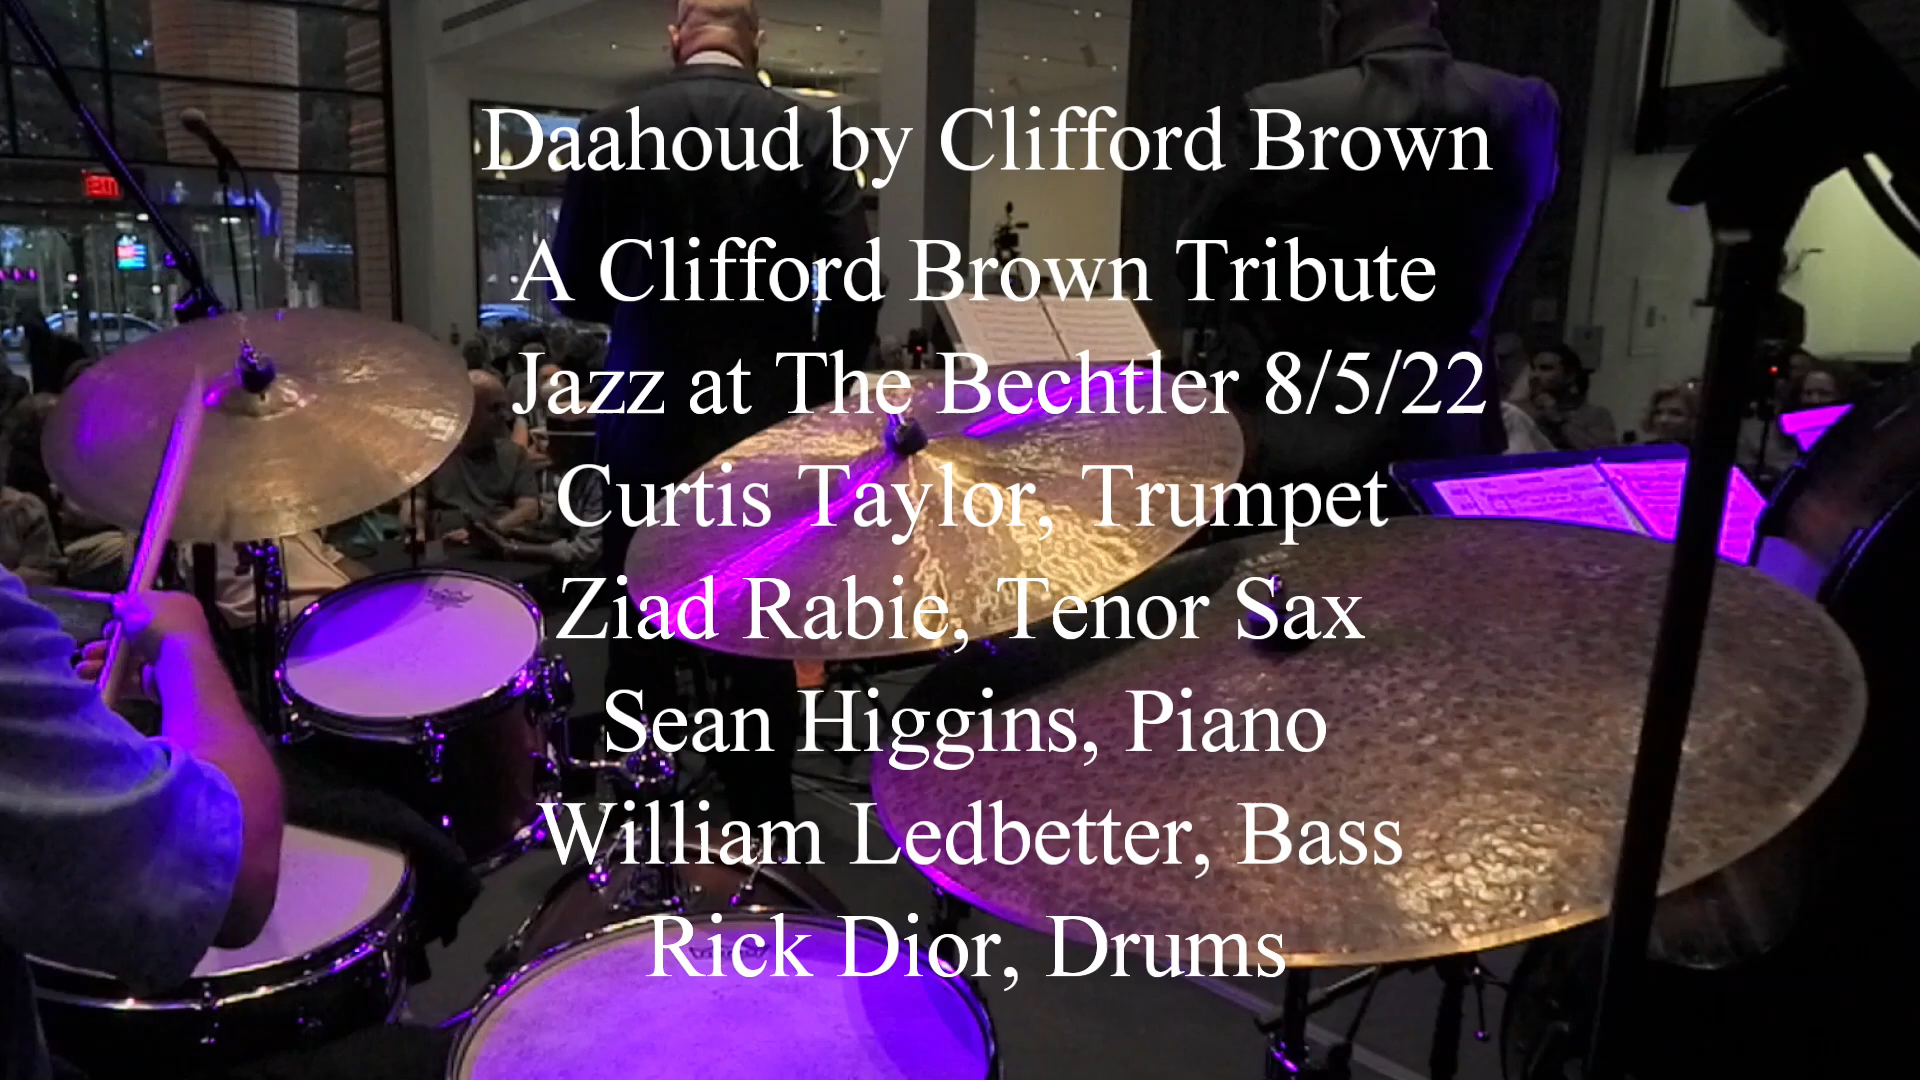 Daahoud by Clifford Brown
A Clifford Brown Tribute
Jazz at The Bechtler 8/5/22
Curtis Taylor, Trumpet
Ziad Rabie, Tenor Sax
Sean Higgins, Piano
William Ledbetter, Bass
Rick Dior, Drums